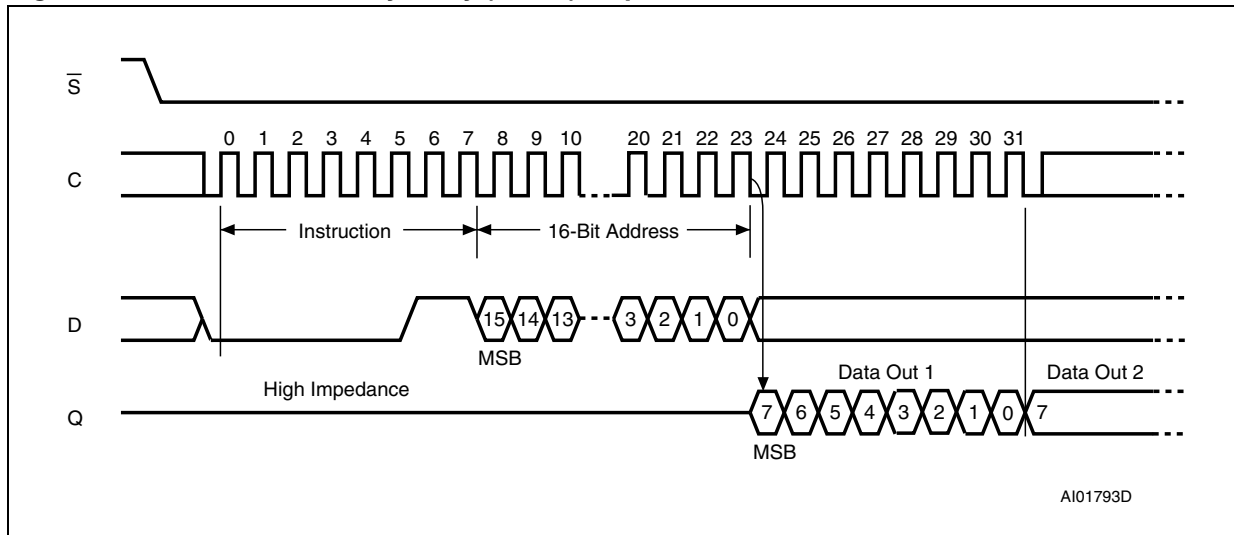 S
0 1 2 3 4 5 6 7 8 9 10 20 21 22 23 24 25 26 27 28 29 30 31
C
Instruction 16-Bit Address
D
15 14 13 3 2 1 0
MSB
High Impedance Data Out 1 Data Out 2
Q
7 6 5 4 3 2 1 0 7
MSB
AI01793D